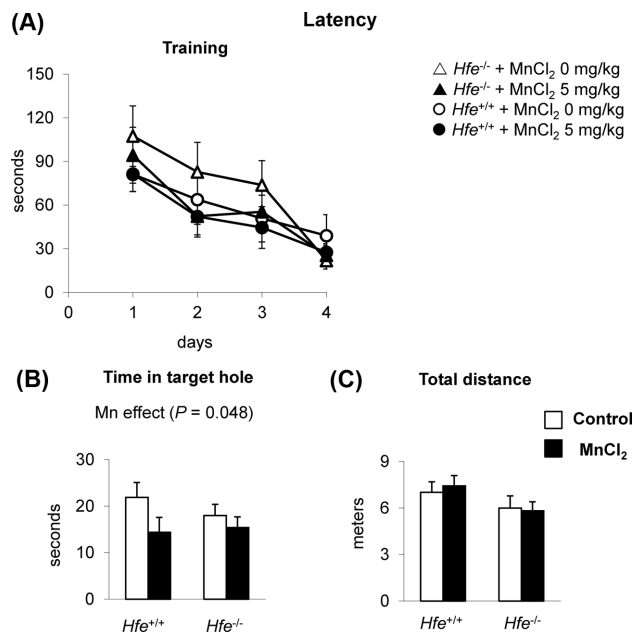 (A)
Latency
Training
Hfe-/- + MnCl2 0 mg/kg
Hfe-/- + MnCl2 5 mg/kg
Hfe+/+ + MnCl2 0 mg/kg
Hfe+/+ + MnCl2 5 mg/kg
150
120
90
60
30
0
seconds
0 1 2 3 4
days
(B)
Time in target hole
Mn effect (P = 0.048)
30
20
10
0
seconds
Hfe+/+ Hfe-/-
(C)
Total distance
Control
MnCl2
9
6
3
0
meters
Hfe+/+ Hfe-/-